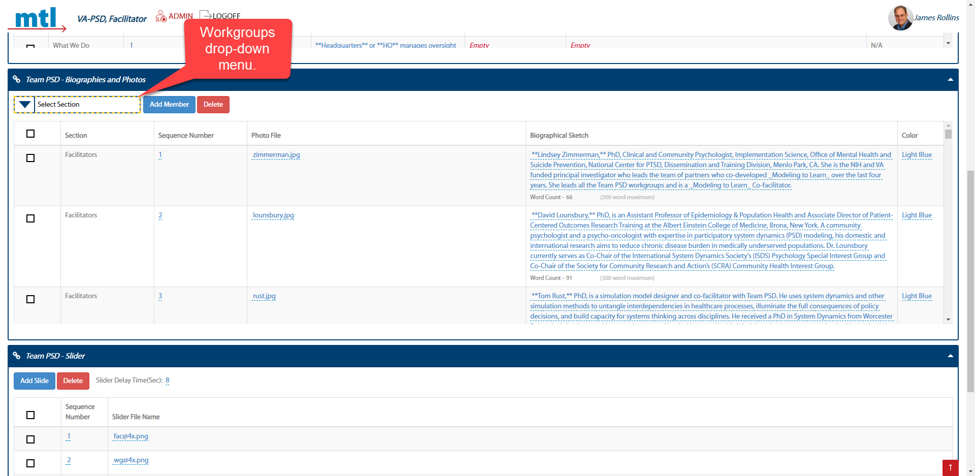 mtl
VA-PSD, Facilitator
ADMIN
LOGOFF
James Rollins
Workgroups
drop-down
menu.
What We Do
1
**Headquarters** or **HQ** manages oversight
Empty
Empty
N/A
Team PSD - Biographies and Photos
Select Section
Add Member
Delete
Section
Sequence Number
Photo File
Biographical Sketch
Color
Facilitators
1
zimmerman.jpg
**Lindsey Zimmerman,** PhD, Clinical and Community Psychologist, Implementation Science, Office of Mental Health and
Suicide Prevention, National Center for PTSD, Dissemination and Training Division, Menlo Park, CA. She is the NIH and VA
funded principal investigator who leads the team of partners who co-developed _Modeling to Learn_ over the last four
years. She leads all the Team PSD workgroups and is a _Modeling to Learn_ Co-facilitator.
Word Count - 66
(300 word maximum)
Light Blue
Facilitators
2
lounsbury.jpg
**David Lounsbury,** PhD, is an Assistant Professor of Epidemiology & Population Health and Associate Director of Patient-
Centered Outcomes Research Training at the Albert Einstein College of Medicine, Bronx, New York. A community
psychologist and a psycho-oncologist with expertise in participatory system dynamics (PSD) modeling, his domestic and
international research aims to reduce chronic disease burden in medically underserved populations. Dr. Lounsbury
currently serves as Co-Chair of the International System Dynamics Society's (ISDS) Psychology Special Interest Group and
Co-Chair of the Society for Community Research and Action's (SCRA) Community Health Interest Group.
Word Count - 91
(300 word maximum)
Light Blue
Facilitators
3
rust.jpg
**Tom Rust,** PhD, is a simulation model designer and co-facilitator with Team PSD. He uses system dynamics and other
simulation methods to untangle interdependencies in healthcare processes, illuminate the full consequences of policy
decisions, and build capacity for systems thinking across disciplines. He received a PhD in System Dynamics from Worcester
Light Blue
Team PSD - Slider
Add Slide
Delete
Slider Delay Time(Sec): 8
Sequence
Number
Slider File Name
1
fac@4x.png
2
wg@4x.png